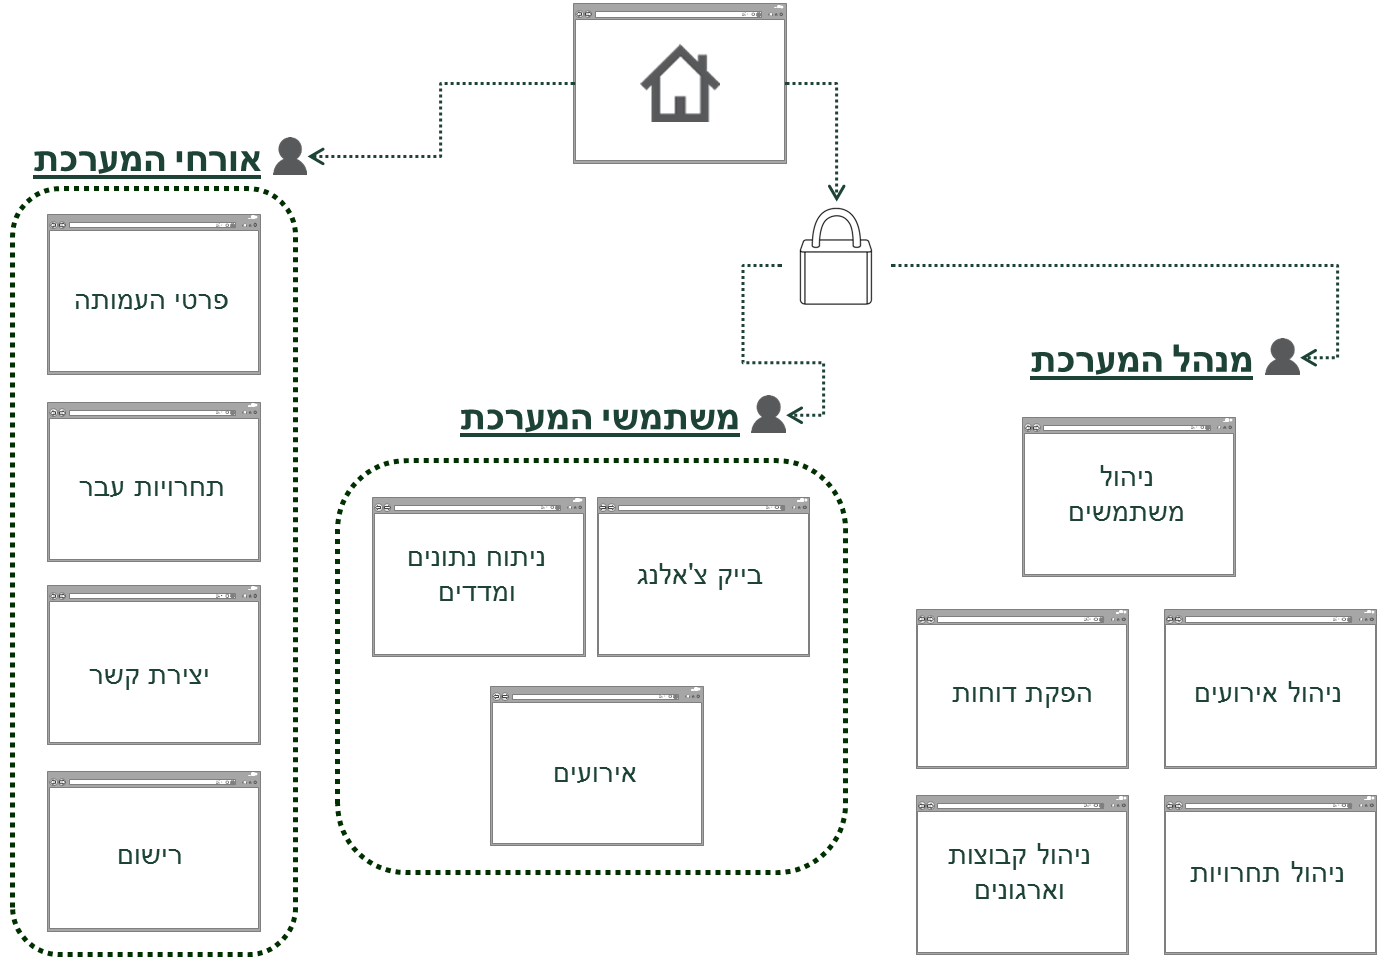 אורחי המערכת
פרטי העמותה
תחרויות עבר
יצירת קשר
רישום
משתמשי המערכת
בייק צ'אלנג
ניתוח נתונים
ומדדים
אירועים
מנהל המערכת
ניהול
משתמשים
ניהול אירועים
הפקת דוחות
ניהול תחרויות
ניהול קבוצות
וארגונים